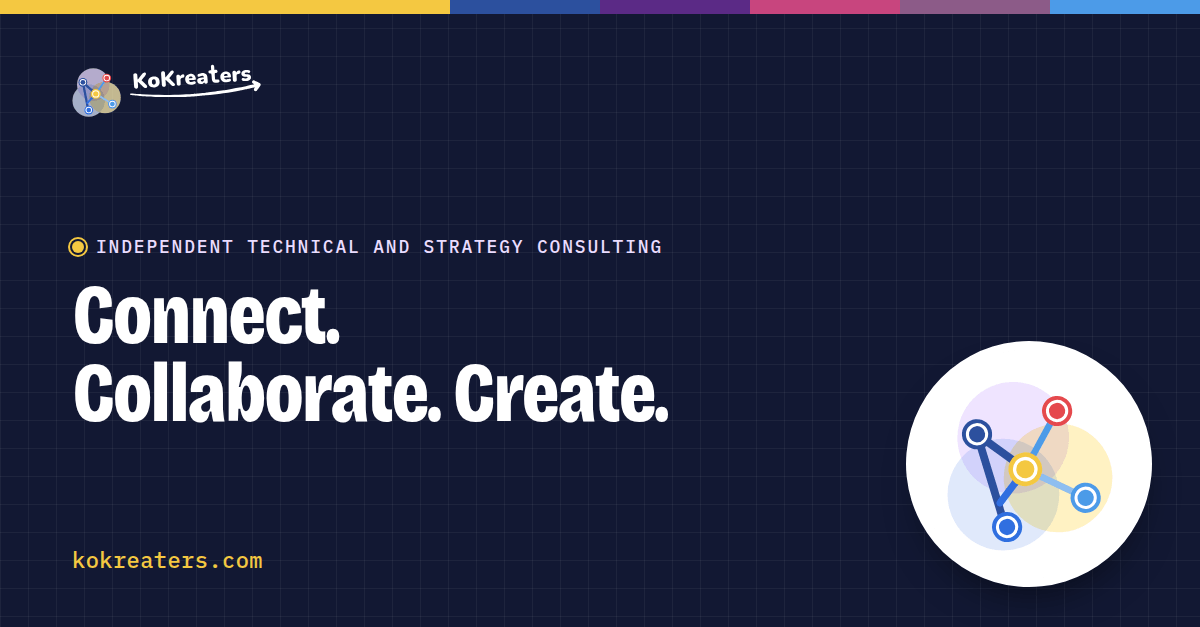 KoKreaters
INDEPENDENT TECHNICAL AND STRATEGY CONSULTING
Connect.
Collaborate. Create.
kokreaters.com